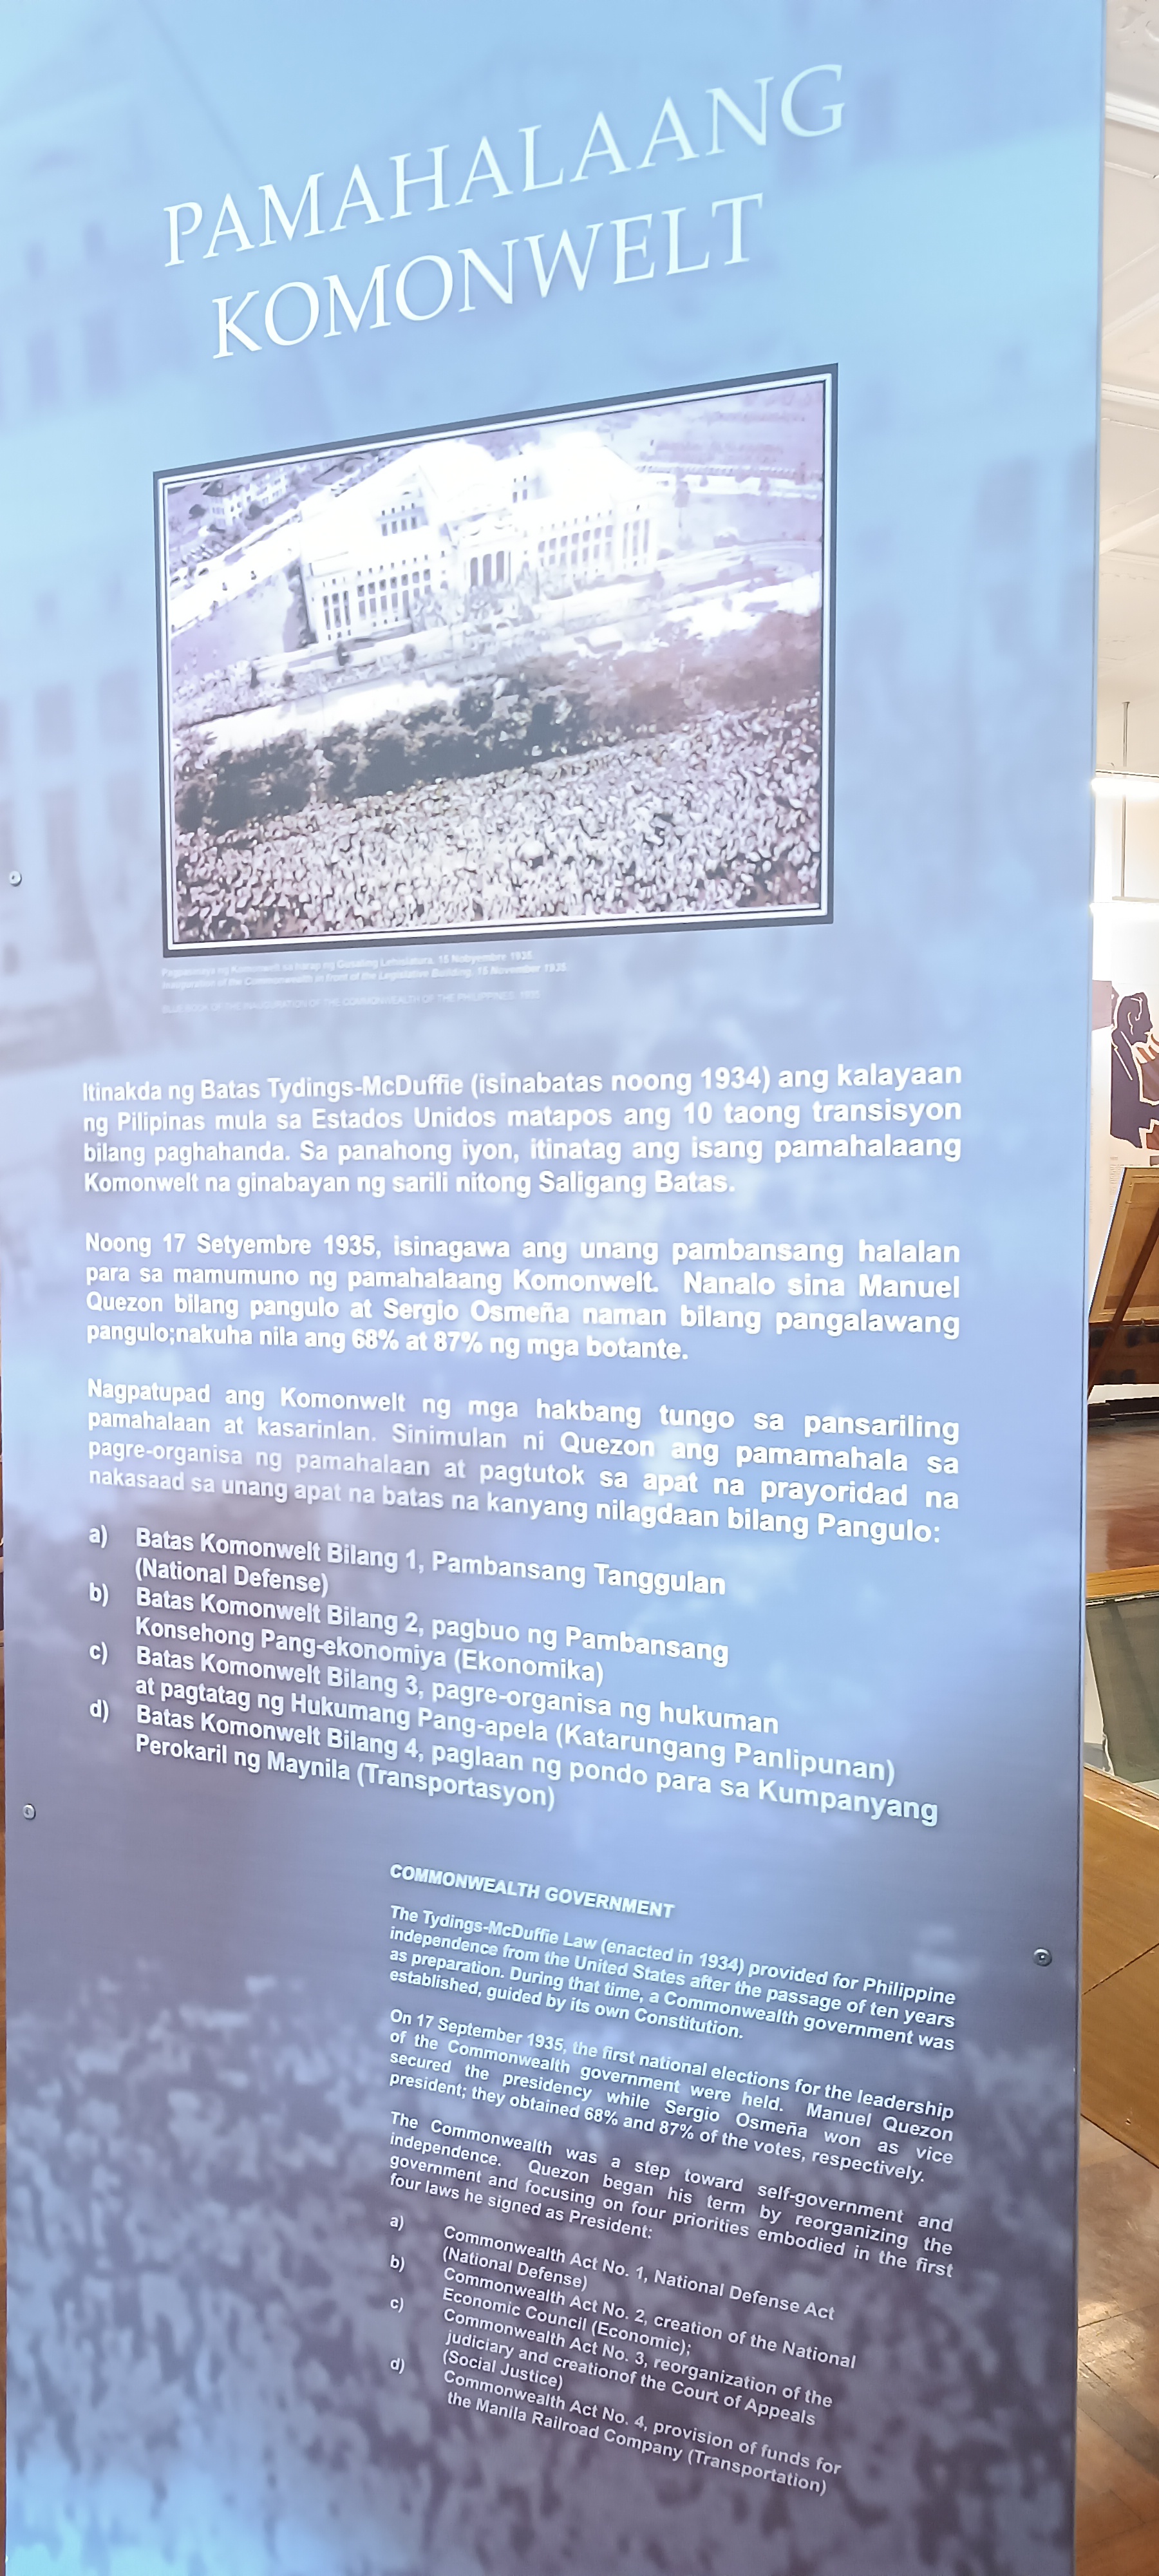 PAMAHALAANG
KOMONWELT
Pagpapasinaya ng Komonwelt sa harap ng Gusaling Lehislatura, 15 Nobyembre 1935
Inauguration of the Commonwealth in front of the Legislative Building, 15 November 1935
BLUE BOOK OF THE INAUGURATION OF THE COMMONWEALTH OF THE PHILIPPINES, 1935
Itinakda ng Batas Tydings-McDuffie (isinabatas noong 1934) ang kalayaan
ng Pilipinas mula sa Estados Unidos matapos ang 10 taong transisyon
bilang paghahanda. Sa panahong iyon, itinatag ang isang pamahalaang
Komonwelt na ginabayan ng sarili nitong Saligang Batas.
Noong 17 Setyembre 1935, isinagawa ang unang pambansang halalan
para sa mamumuno ng pamahalaang Komonwelt. Nanalo sina Manuel
Quezon bilang pangulo at Sergio Osmeña naman bilang pangalawang
pangulo;nakuha nila ang 68% at 87% ng mga botante.
Nagpatupad ang Komonwelt ng mga hakbang tungo sa pansariling
pamahalaan at kasarinlan. Sinimulan ni Quezon ang pamamahala sa
pagre-organisa ng pamahalaan at pagtutok sa apat na prayoridad na
nakasaad sa unang apat na batas na kanyang nilagdaan bilang Pangulo:
a) Batas Komonwelt Bilang 1, Pambansang Tanggulan
(National Defense)
b) Batas Komonwelt Bilang 2, pagbuo ng Pambansang
Konsehong Pang-ekonomiya (Ekonomika)
c) Batas Komonwelt Bilang 3, pagre-organisa ng hukuman
at pagtatag ng Hukumang Pang-apela (Katarungang Panlipunan)
d) Batas Komonwelt Bilang 4, paglaan ng pondo para sa Kumpanyang
Perokaril ng Maynila (Transportasyon)
COMMONWEALTH GOVERNMENT
The Tydings-McDuffie Law (enacted in 1934) provided for Philippine
independence from the United States after the passage of ten years
as preparation. During that time, a Commonwealth government was
established, guided by its own Constitution.
On 17 September 1935, the first national elections for the leadership
of the Commonwealth government were held. Manuel Quezon
secured the presidency while Sergio Osmeña won as vice
president; they obtained 68% and 87% of the votes, respectively.
The Commonwealth was a step toward self-government and
independence. Quezon began his term by reorganizing the
government and focusing on four priorities embodied in the first
four laws he signed as President:
a) Commonwealth Act No. 1, National Defense Act
(National Defense)
b) Commonwealth Act No. 2, creation of the National
Economic Council (Economic);
c) Commonwealth Act No. 3, reorganization of the
judiciary and creationof the Court of Appeals
(Social Justice)
d) Commonwealth Act No. 4, provision of funds for
the Manila Railroad Company (Transportation)